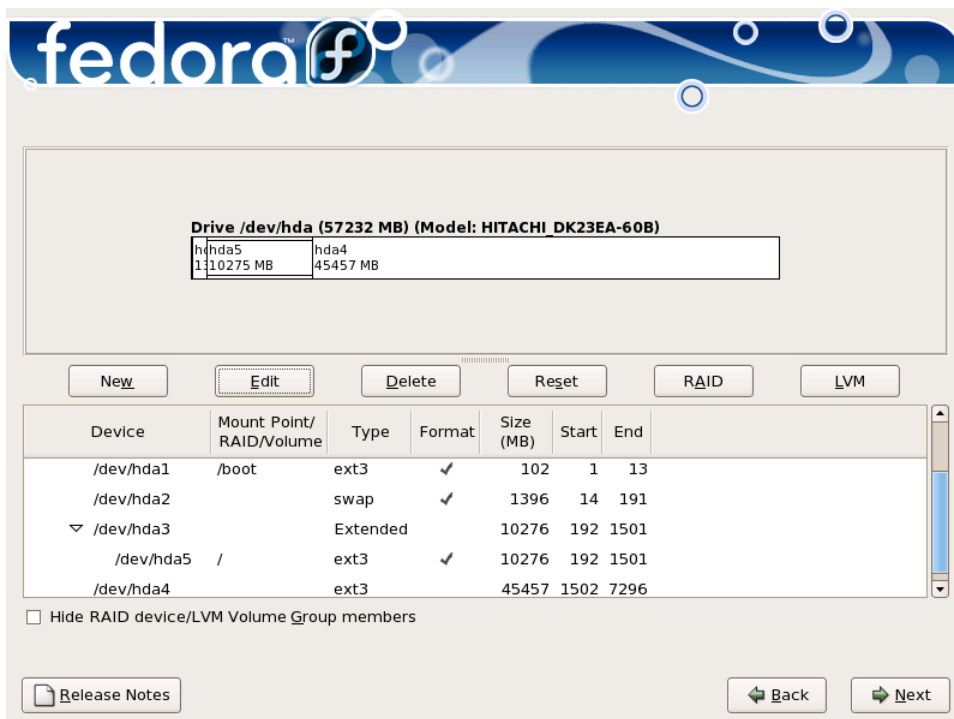 fedora™
Drive /dev/hda (57232 MB) (Model: HITACHI_DK23EA-60B)
hda5 hda4
10275 MB 45457 MB
New Edit Delete Reset RAID LVM
Device Mount Point/ RAID/Volume Type Format Size (MB) Start End
/dev/hda1 /boot ext3 102 1 13
/dev/hda2 swap 1396 14 191
/dev/hda3 Extended 10276 192 1501
/dev/hda5 / ext3 10276 192 1501
/dev/hda4 ext3 45457 1502 7296
Hide RAID device/LVM Volume Group members
Release Notes Back Next